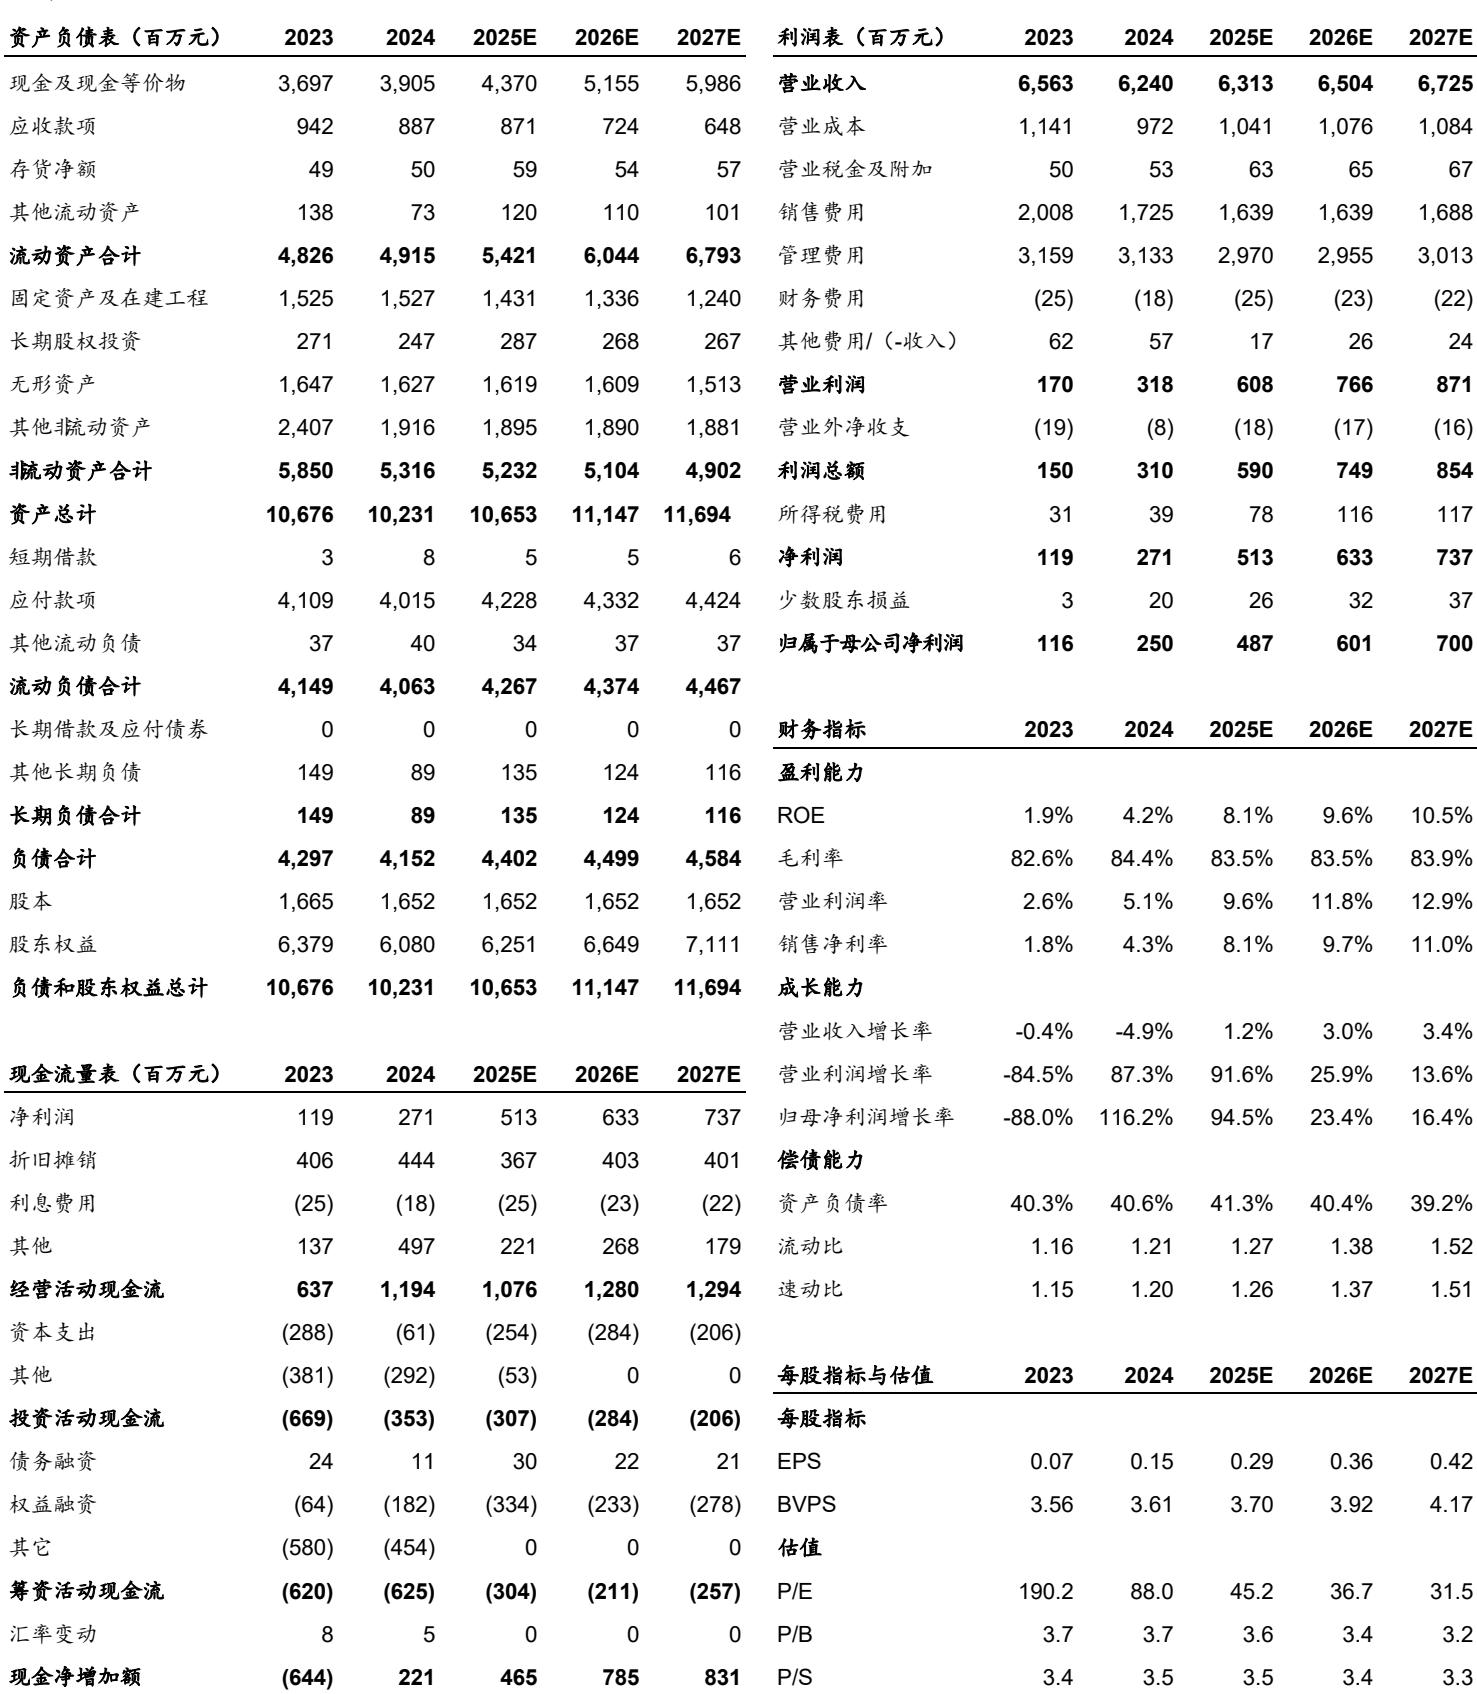 资产负债表（百万元） 2023 2024 2025E 2026E 2027E
现金及现金等价物 3,697 3,905 4,370 5,155 5,986
应收款项 942 887 871 724 648
存货净额 49 50 59 54 57
其他流动资产 138 73 120 110 101
流动资产合计 4,826 4,915 5,421 6,044 6,793
固定资产及在建工程 1,525 1,527 1,431 1,336 1,240
长期股权投资 271 247 287 268 267
无形资产 1,647 1,627 1,619 1,609 1,513
其他非流动资产 2,407 1,916 1,895 1,890 1,881
非流动资产合计 5,850 5,316 5,232 5,104 4,902
资产总计 10,676 10,231 10,653 11,147 11,694
短期借款 3 8 5 5 6
应付款项 4,109 4,015 4,228 4,332 4,424
其他流动负债 37 40 34 37 37
流动负债合计 4,149 4,063 4,267 4,374 4,467
长期借款及应付债券 0 0 0 0 0
其他长期负债 149 89 135 124 116
长期负债合计 149 89 135 124 116
负债合计 4,297 4,152 4,402 4,499 4,584
股本 1,665 1,652 1,652 1,652 1,652
股东权益 6,379 6,080 6,251 6,649 7,111
负债和股东权益总计 10,676 10,231 10,653 11,147 11,694
现金流量表（百万元） 2023 2024 2025E 2026E 2027E
净利润 119 271 513 633 737
折旧摊销 406 444 367 403 401
利息费用 (25) (18) (25) (23) (22)
其他 137 497 221 268 179
经营活动现金流 637 1,194 1,076 1,280 1,294
资本支出 (288) (61) (254) (284) (206)
其他 (381) (292) (53) 0 0
投资活动现金流 (669) (353) (307) (284) (206)
债务融资 24 11 30 22 21
权益融资 (64) (182) (334) (233) (278)
其它 (580) (454) 0 0 0
筹资活动现金流 (620) (625) (304) (211) (257)
汇率变动 8 5 0 0 0
现金净增加额 (644) 221 465 785 831
利润表（百万元） 2023 2024 2025E 2026E 2027E
营业收入 6,563 6,240 6,313 6,504 6,725
营业成本 1,141 972 1,041 1,076 1,084
营业税金及附加 50 53 63 65 67
销售费用 2,008 1,725 1,639 1,639 1,688
管理费用 3,159 3,133 2,970 2,955 3,013
财务费用 (25) (18) (25) (23) (22)
其他费用/（-收入） 62 57 17 26 24
营业利润 170 318 608 766 871
营业外净收支 (19) (8) (18) (17) (16)
利润总额 150 310 590 749 854
所得税费用 31 39 78 116 117
净利润 119 271 513 633 737
少数股东损益 3 20 26 32 37
归属于母公司净利润 116 250 487 601 700
财务指标 2023 2024 2025E 2026E 2027E
盈利能力
ROE 1.9% 4.2% 8.1% 9.6% 10.5%
毛利率 82.6% 84.4% 83.5% 83.5% 83.9%
营业利润率 2.6% 5.1% 9.6% 11.8% 12.9%
销售净利率 1.8% 4.3% 8.1% 9.7% 11.0%
成长能力
营业收入增长率 -0.4% -4.9% 1.2% 3.0% 3.4%
营业利润增长率 -84.5% 87.3% 91.6% 25.9% 13.6%
归母净利润增长率 -88.0% 116.2% 94.5% 23.4% 16.4%
偿债能力
资产负债率 40.3% 40.6% 41.3% 40.4% 39.2%
流动比 1.16 1.21 1.27 1.38 1.52
速动比 1.15 1.20 1.26 1.37 1.51
每股指标与估值 2023 2024 2025E 2026E 2027E
每股指标
EPS 0.07 0.15 0.29 0.36 0.42
BVPS 3.56 3.61 3.70 3.92 4.17
估值
P/E 190.2 88.0 45.2 36.7 31.5
P/B 3.7 3.7 3.6 3.4 3.2
P/S 3.4 3.5 3.5 3.4 3.3